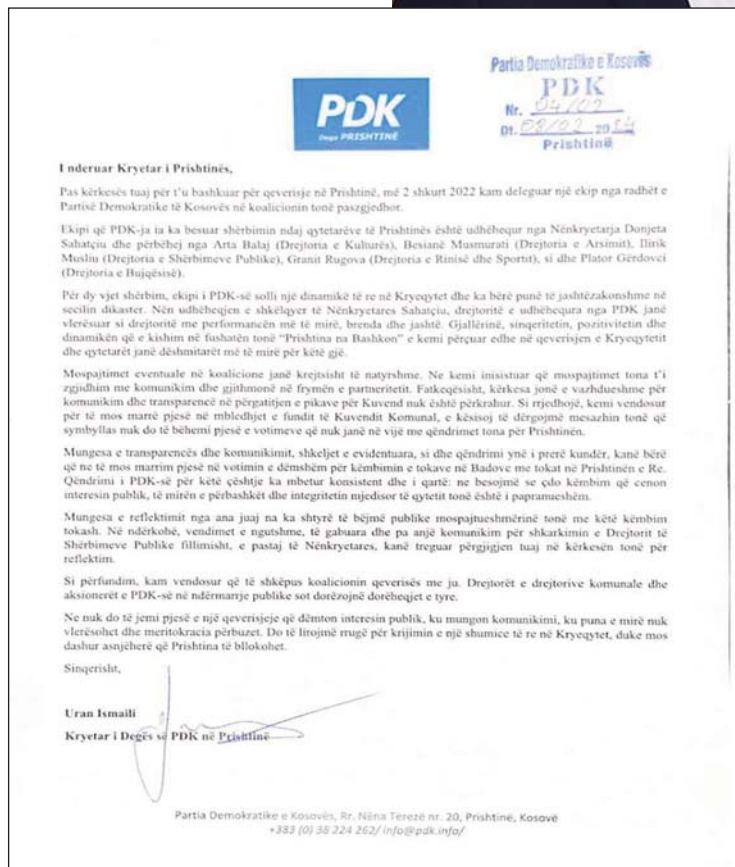 Partia Demokratike e Kosovës
PDK
Nr. 04/02
Dt. 08/02 2024
Prishtinë
PDK
Dega PRISHTINË
I nderuar Kryetar i Prishtinës,
Pas kërkesës tuaj për t'u bashkuar për qeverisje në Prishtinë, më 2 shkurt 2022 kam deleguar një ekip nga radhët e
Partisë Demokratike të Kosovës në koalicionin tonë paszgjedhor.
Ekipi që PDK-ja ia ka besuar shërbimin ndaj qytetarëve të Prishtinës është udhëhequr nga Nënkryetarja Donjeta
Sahatçiu dhe përbëhej nga Arta Balaj (Drejtoria e Kulturës), Besianë Musmurati (Drejtoria e Arsimit), Ilirik
Musliu (Drejtoria e Shërbimeve Publike), Granit Rugova (Drejtoria e Rinisë dhe Sportit), si dhe Plator Gërdovci
(Drejtoria e Bujqësisë).
Për dy vjet shërbim, ekipi i PDK-së solli një dinamikë të re në Kryeqytet dhe ka bërë punë të jashtëzakonshme në
secilin dikaster. Nën udhëheqjen e shkëlqyer të Nënkryetares Sahatçiu, drejtoritë e udhëhequra nga PDK janë
vlerësuar si drejtoritë me performancën më të mirë, brenda dhe jashtë. Gjallërinë, sinqeritetin, pozitivitetin dhe
dinamikën që e kishim në fushatën tonë "Prishtina na Bashkon" e kemi përçuar edhe në qeverisjen e Kryeqytetit
dhe qytetarët janë dëshmitarët më të mirë për këtë gjë.
Mospajtimet eventuale në koalicione janë krejtsisht të natyrshme. Ne kemi inisistuar që mospajtimet tona t'i
zgjidhim me komunikim dhe gjithmonë në frymën e partneritetit. Fatkeqësisht, kërkesa jonë e vazhdueshme për
komunikim dhe transparencë në përgatitjen e pikave për Kuvend nuk është përkrahur. Si rrjedhojë, kemi vendosur
për të mos marrë pjesë në mbledhjet e fundit të Kuvendit Komunal, e kësisoj të dërgojmë mesazhin tonë që
symbyllas nuk do të bëhemi pjesë e votimeve që nuk janë në vijë me qëndrimet tona për Prishtinën.
Mungesa e transparencës dhe komunikimit, shkeljet e evidentuara, si dhe qëndrimi ynë i prerë kundër, kanë bërë
që ne të mos marrim pjesë në votimin e dëmshëm për këmbimin e tokave në Badove me tokat në Prishtinën e Re.
Qëndrimi i PDK-së për këtë çështje ka mbetur konsistent dhe i qartë: ne besojmë se çdo këmbim që cenon
interesin publik, të mirën e përbashkët dhe integritetin mjedisor të qytetit tonë është i papranueshëm.
Mungesa e reflektimit nga ana juaj na ka shtyrë të bëjmë publike mospajtueshmërinë tonë me këtë këmbim
tokash. Në ndërkohë, vendimet e ngutshme, të gabuara dhe pa anjë komunikim për shkarkimin e Drejtorit të
Shërbimeve Publike fillimisht, e pastaj të Nënkryetares, kanë treguar përgjigjen tuaj në kërkesën tonë për
reflektim.
Si përfundim, kam vendosur që të shkëpus koalicionin qeverisës me ju. Drejtorët e drejtorive komunale dhe
aksionerët e PDK-së në ndërmarrje publike sot dorëzojnë dorëheqjet e tyre.
Ne nuk do të jemi pjesë e një qeverisjeje që dëmton interesin publik, ku mungon komunikimi, ku puna e mirë nuk
vlerësohet dhe meritokracia përbuzet. Do të lirojmë rrugë për krijimin e një shumice të re në Kryeqytet, duke mos
dashur asnjëherë që Prishtina të bllokohet.
Sinqerisht,
Uran Ismaili
Kryetar i Degës së PDK në Prishtinë
Partia Demokratike e Kosovës, Rr. Nëna Terezë nr. 20, Prishtinë, Kosovë
+383 (0) 38 224 262/ info@pdk.info/